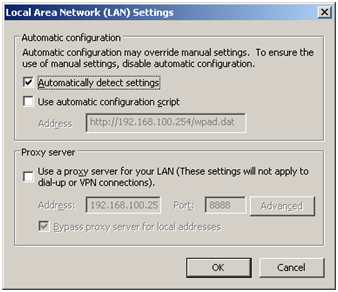 Local Area Network (LAN) Settings
Automatic configuration
Automatic configuration may override manual settings. To ensure the
use of manual settings, disable automatic configuration.
Automatically detect settings
Use automatic configuration script
Address http://192.168.100.254/wpad.dat
Proxy server
Use a proxy server for your LAN (These settings will not apply to
dial-up or VPN connections).
Address: 192.168.100.25 Port: 8888 Advanced
Bypass proxy server for local addresses
OK Cancel